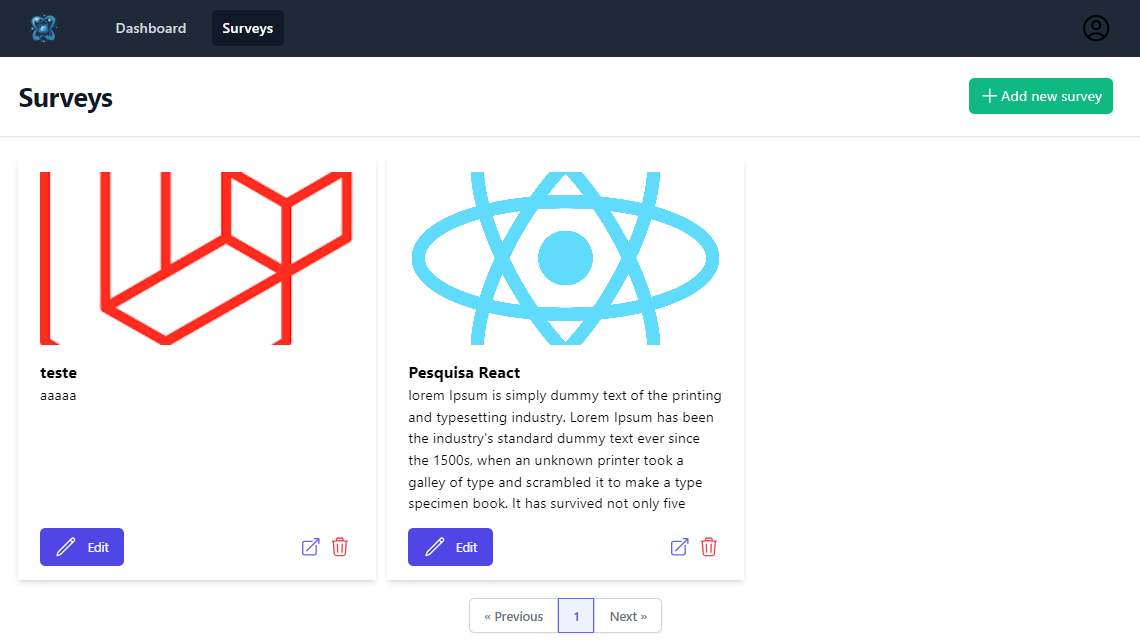 Dashboard
Surveys
Surveys
Add new survey
teste
aaaaa
Edit
Pesquisa React
lorem Ipsum is simply dummy text of the printing
and typesetting industry. Lorem Ipsum has been
the industry's standard dummy text ever since
the 1500s, when an unknown printer took a
galley of type and scrambled it to make a type
specimen book. It has survived not only five
Edit
« Previous
1
Next »